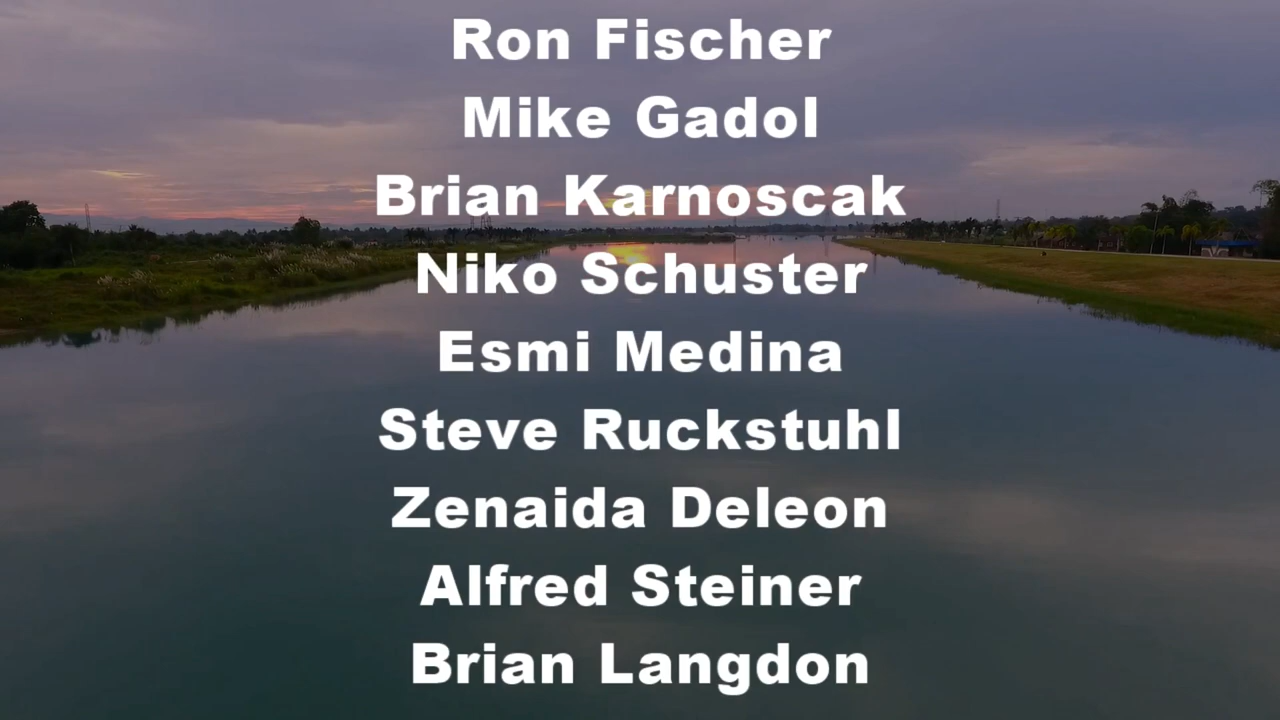 Ron Fischer
Mike Gadol
Brian Karnoscak
Niko Schuster
Esmi Medina
Steve Ruckstuhl
Zenaida Deleon
Alfred Steiner
Brian Langdon